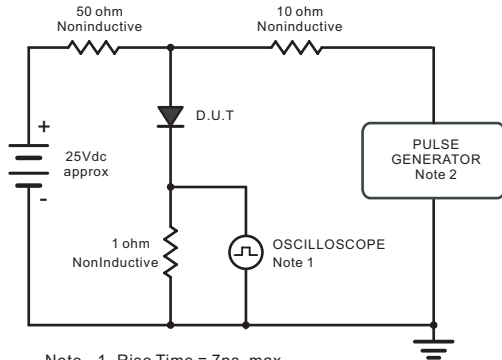 50 ohm
Noninductive
10 ohm
Noninductive
D.U.T
+
25Vdc
approx
-
PULSE
GENERATOR
Note 2
1 ohm
NonInductive
OSCILLOSCOPE
Note 1